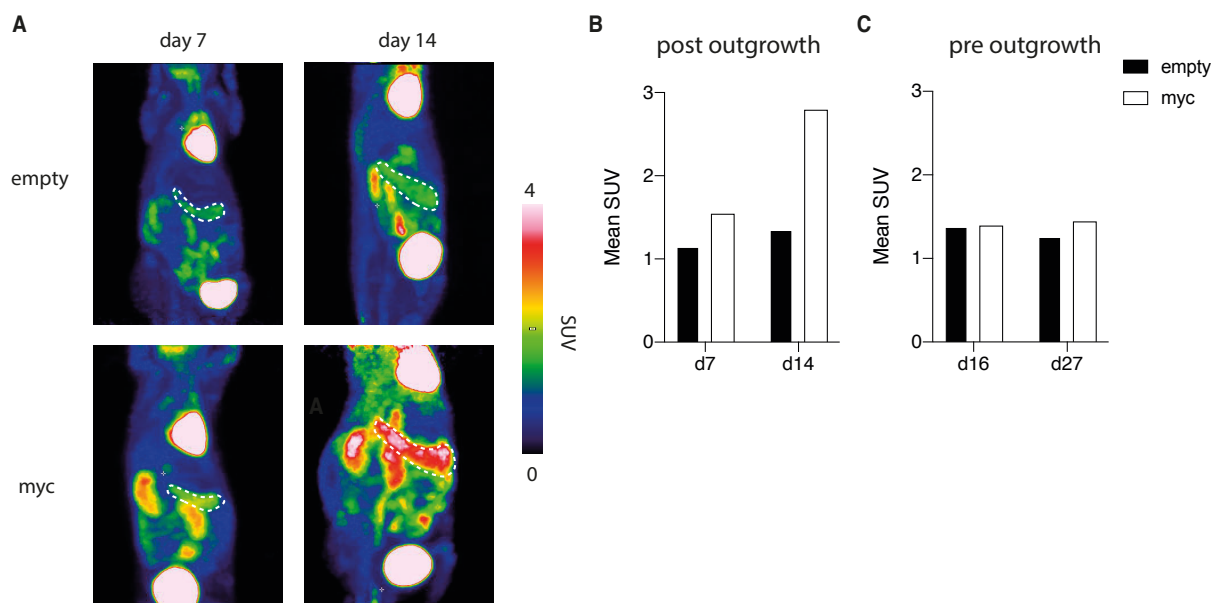 A
day 7
day 14
empty
myc
A
4
SUV
0
B
post outgrowth
Mean SUV
3
2
1
0
d7
d14
C
pre outgrowth
Mean SUV
3
2
1
0
d16
d27
empty
myc